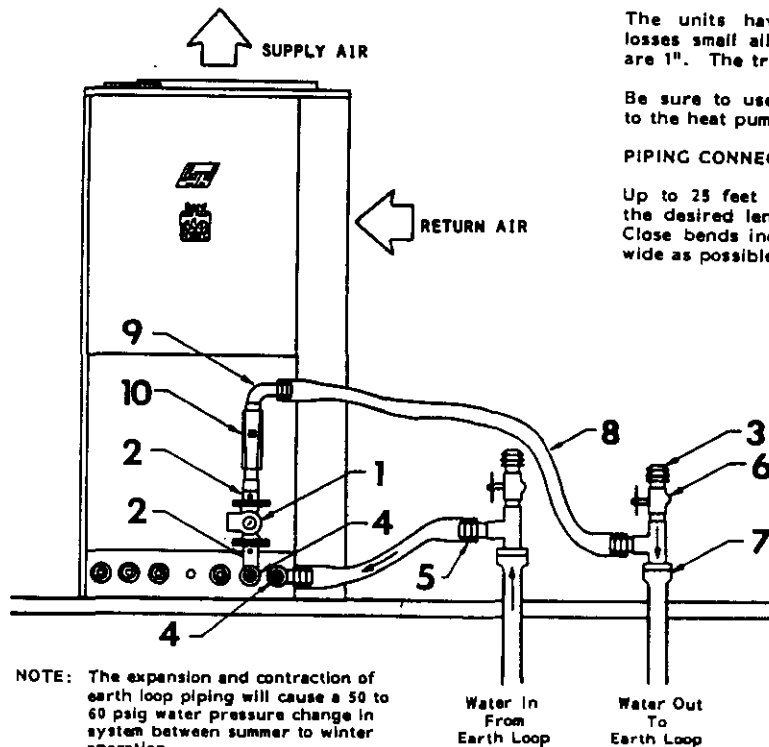 SUPPLY AIR
RETURN AIR
The units hav
losses small all
are 1". The tr
Be sure to use
to the heat pum
PIPING CONNEC
Up to 25 feet
the desired len
Close bends inc
wide as possible
9
10
2
1
2
4
4
8
3
6
5
7
NOTE: The expansion and contraction of
earth loop piping will cause a 50 to
60 psig water pressure change in
system between summer to winter
Water In
From
Earth Loop
Water Out
To
Earth Loop